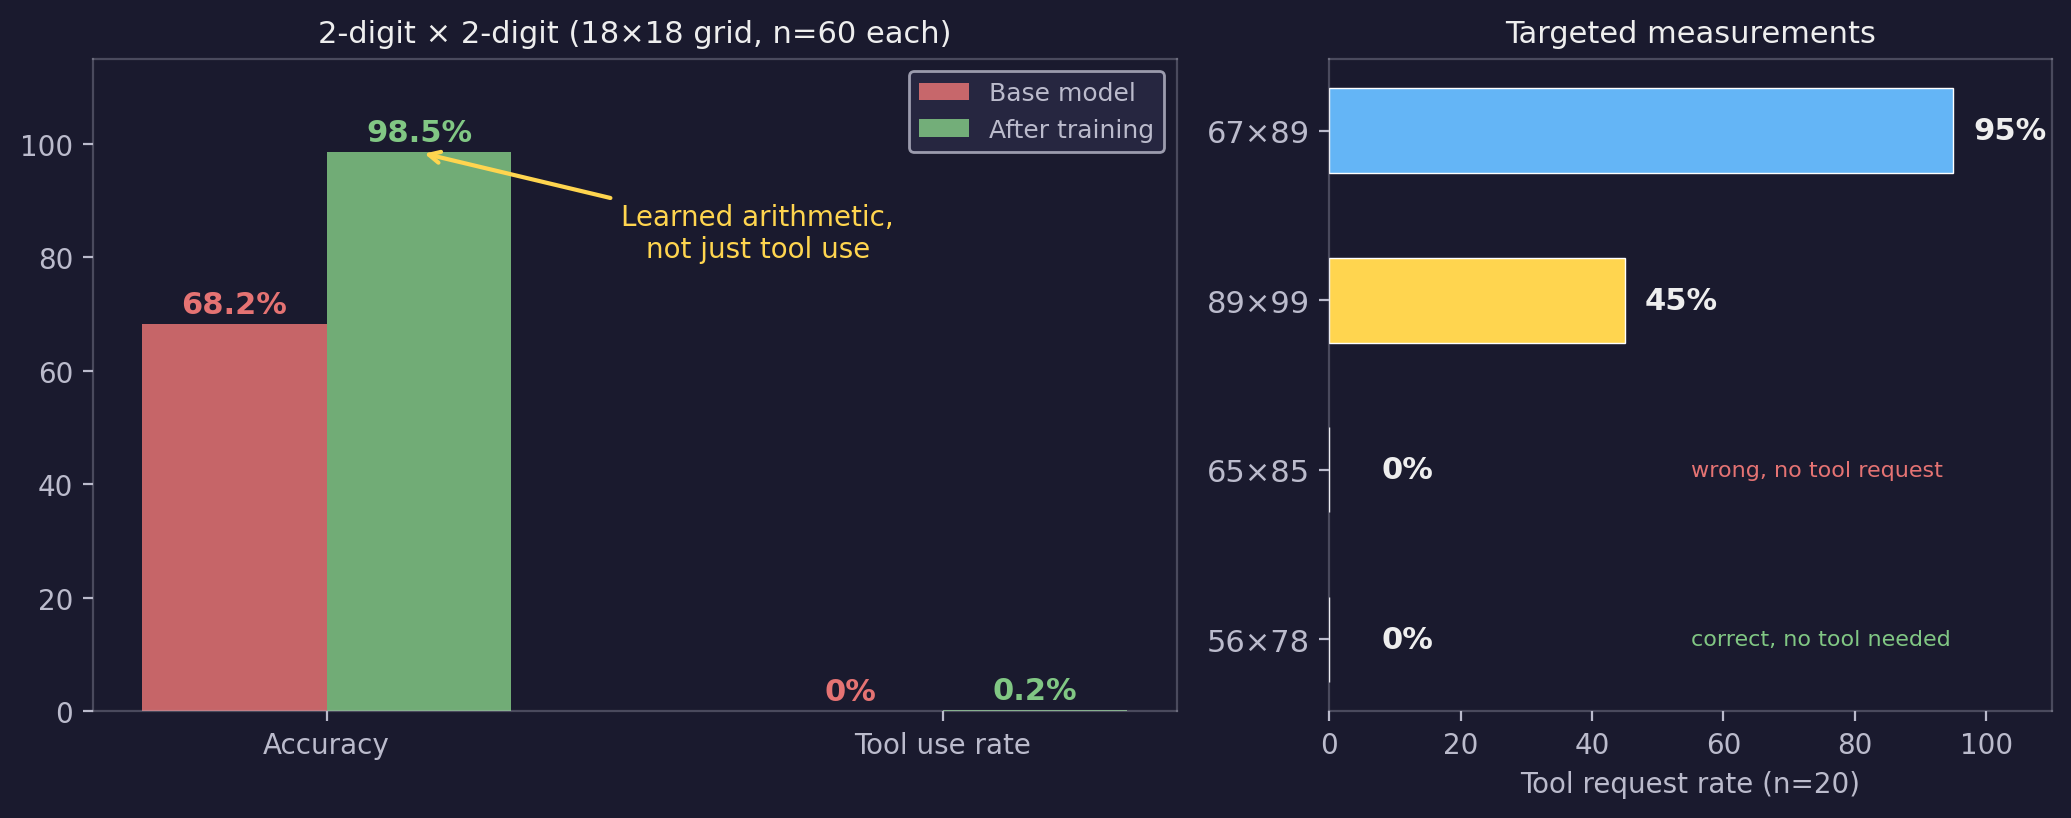 2-digit × 2-digit (18×18 grid, n=60 each)
Base model
After training
98.5%
68.2%
Learned arithmetic,
not just tool use
0%
0.2%
100
80
60
40
20
0
Accuracy
Tool use rate
Targeted measurements
67×89
95%
89×99
45%
65×85
0%
wrong, no tool request
56×78
0%
correct, no tool needed
0 20 40 60 80 100
Tool request rate (n=20)